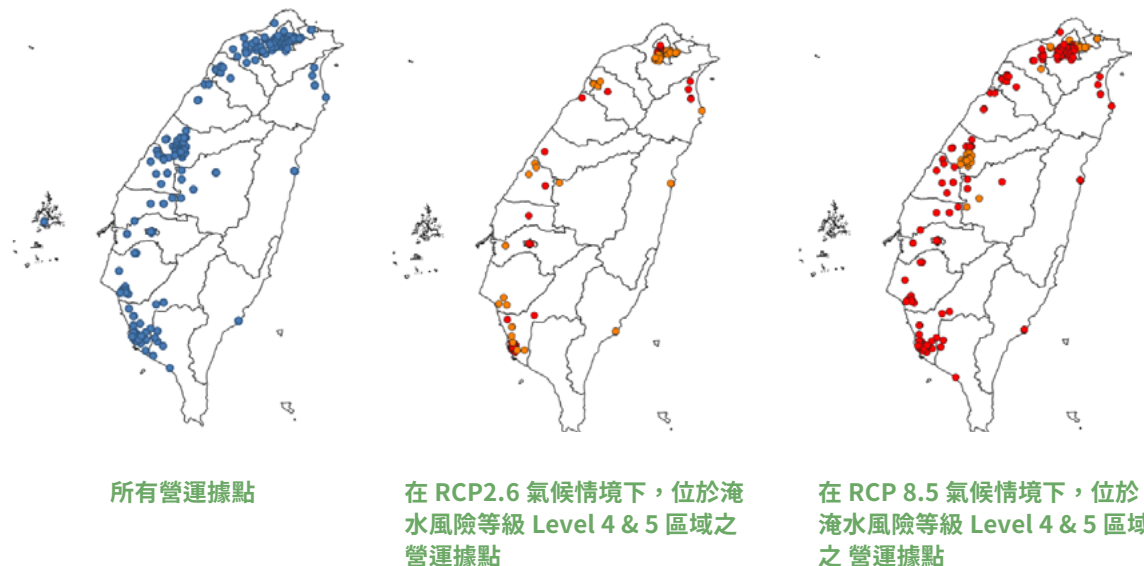 所有營運據點
在 RCP2.6 氣候情境下，位於淹
水風險等級 Level 4 & 5 區域之
營運據點
在 RCP 8.5 氣候情境下，位於
淹水風險等級 Level 4 & 5 區域
之 營運據點